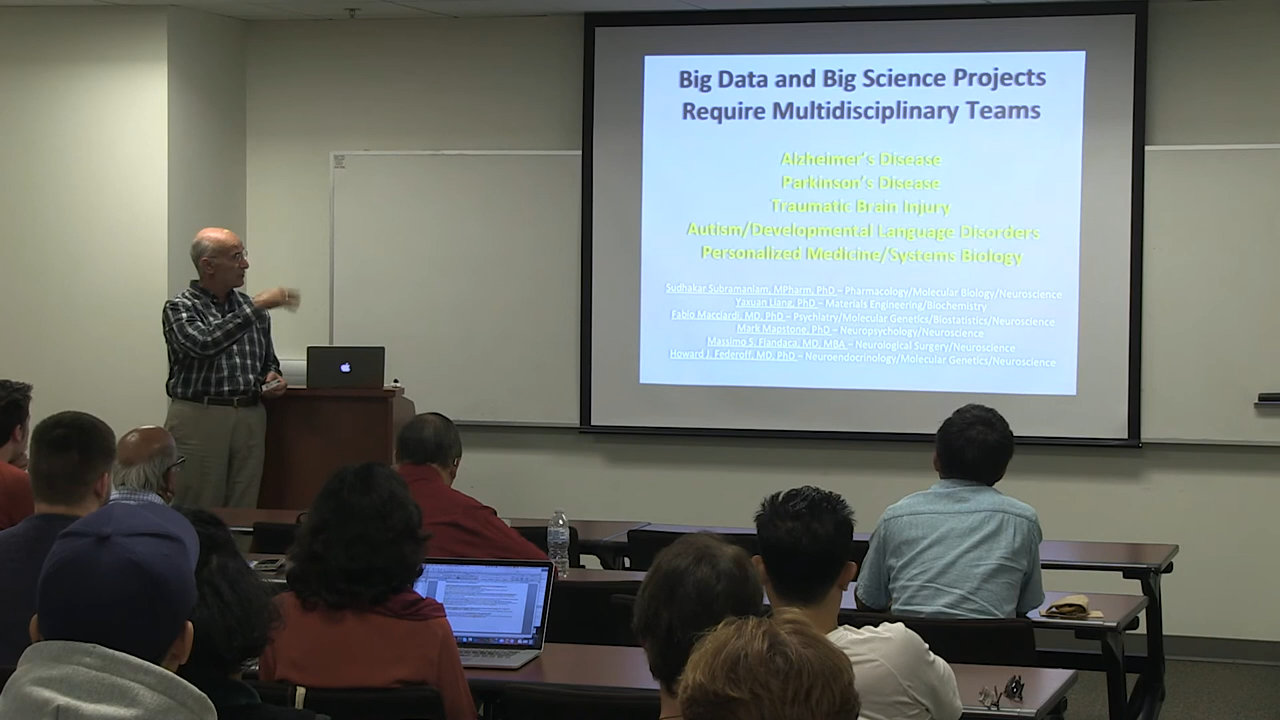 Big Data and Big Science Projects
Require Multidisciplinary Teams
Alzheimer's Disease
Parkinson's Disease
Traumatic Brain Injury
Autism/Developmental Language Disorders
Personalized Medicine/Systems Biology
Sudhakar Subramaniam, MPharm, PhD – Pharmacology/Molecular Biology/Neuroscience
Yaxuan Liang, PhD – Materials Engineering/Biochemistry
Fabio Macciardi, MD, PhD – Psychiatry/Molecular Genetics/Biostatistics/Neuroscience
Mark Mapstone, PhD – Neuropsychology/Neuroscience
Massimo S. Fiandaca, MD, MBA – Neurological Surgery/Neuroscience
Howard J. Federoff, MD, PhD – Neuroendocrinology/Molecular Genetics/Neuroscience